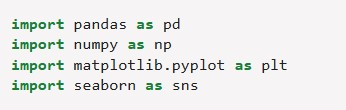 import pandas as pd
import numpy as np
import matplotlib.pyplot as plt
import seaborn as sns